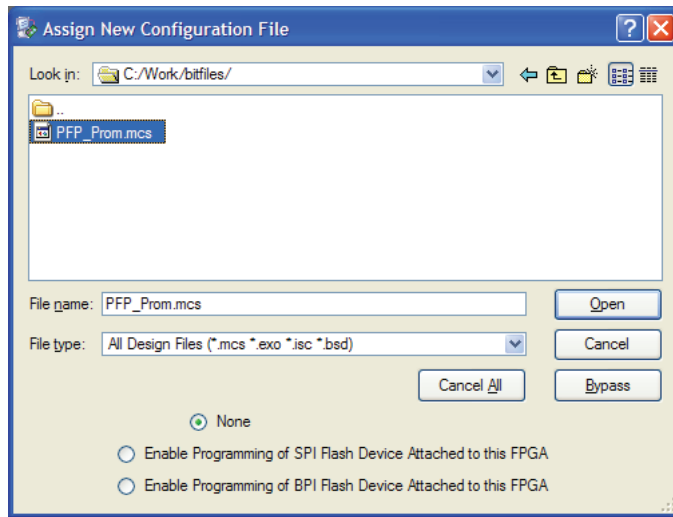 Assign New Configuration File
Look in: C:/Work/bitfiles/
..
PFP_Prom.mcs
File name: PFP_Prom.mcs Open
File type: All Design Files (*.mcs *.exo *.isc *.bsd) Cancel
Cancel All Bypass
None
Enable Programming of SPI Flash Device Attached to this FPGA
Enable Programming of BPI Flash Device Attached to this FPGA